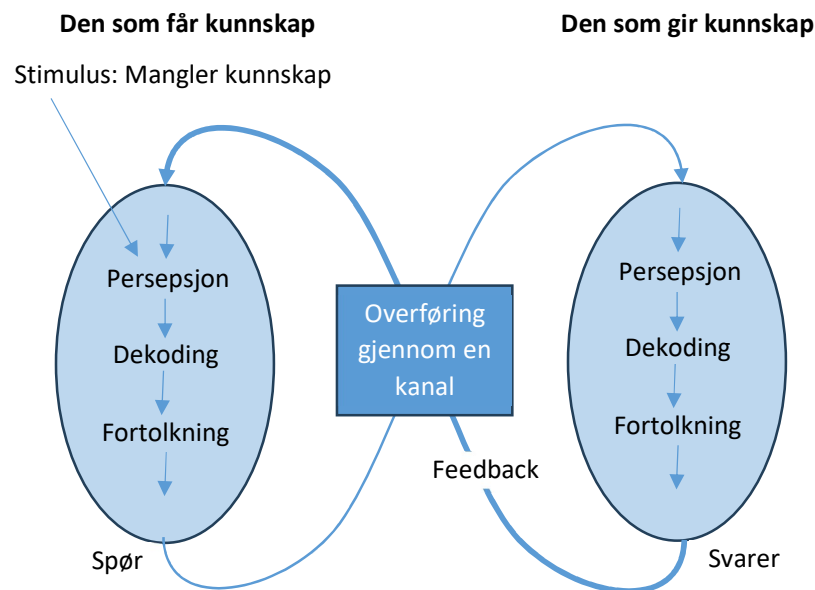 Den som får kunnskap
Den som gir kunnskap
Stimulus: Mangler kunnskap
Persepsjon
Dekoding
Fortolkning
Spør
Overføring
gjennom en
kanal
Feedback
Persepsjon
Dekoding
Fortolkning
Svarer